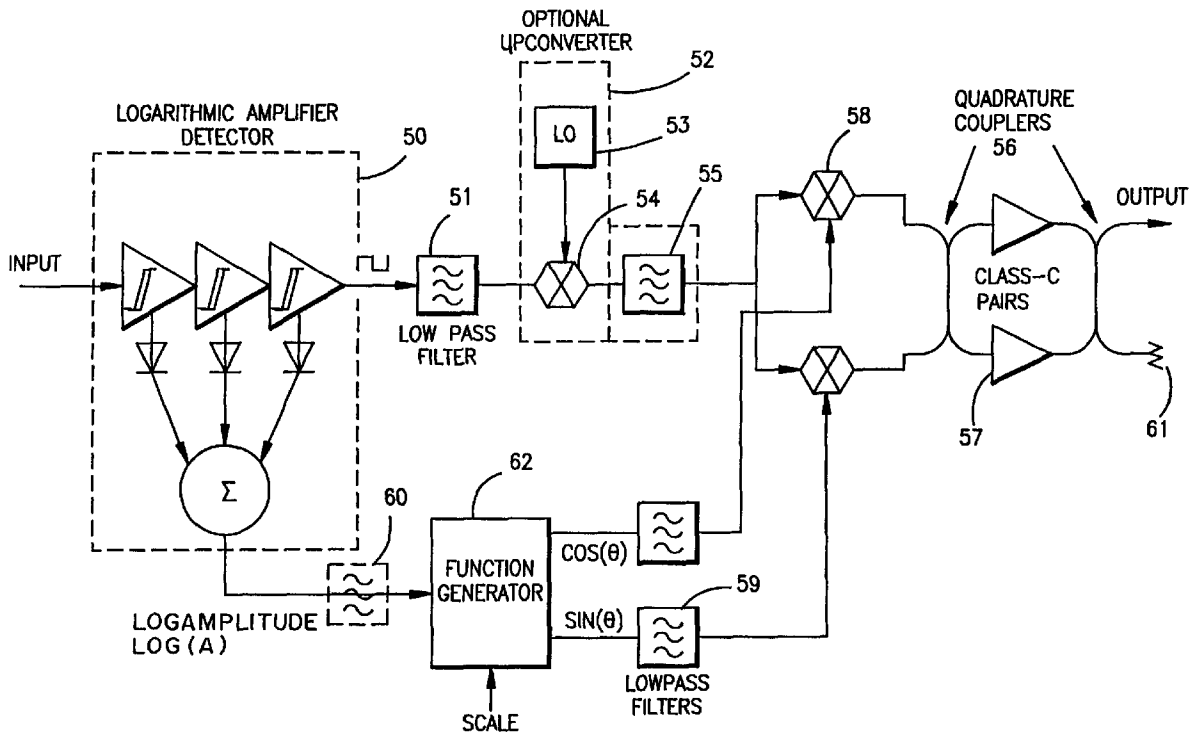 OPTIONAL
UPCONVERTER
52
LOGARITHMIC AMPLIFIER
DETECTOR
50
LO
53
58
QUADRATURE
COUPLERS
56
51
54
55
OUTPUT
INPUT
LOW PASS
FILTER
CLASS-C
PAIRS
57
61
Σ
62
60
FUNCTION
GENERATOR
COS(θ)
SIN(θ)
59
LOGAMPLITUDE
LOG(A)
LOWPASS
FILTERS
SCALE